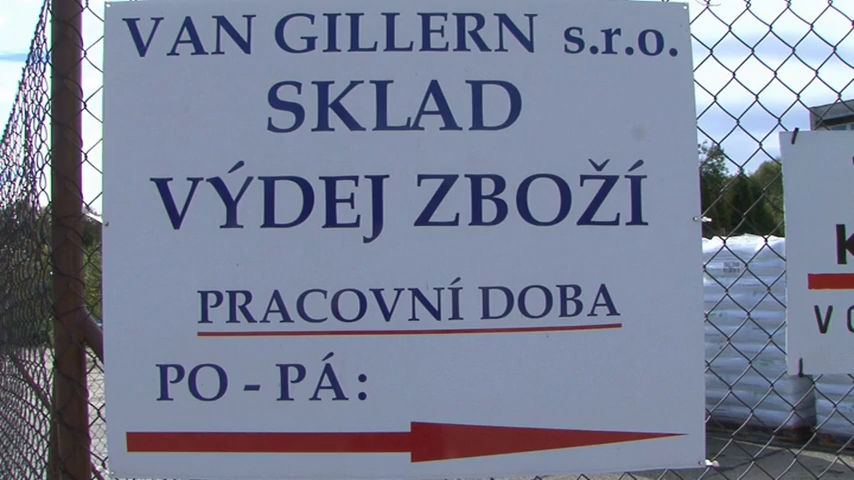 VAN GILLERN s.r.o.
SKLAD
VÝDEJ ZBOŽÍ
PRACOVNÍ DOBA
PO - PÁ:
K
V